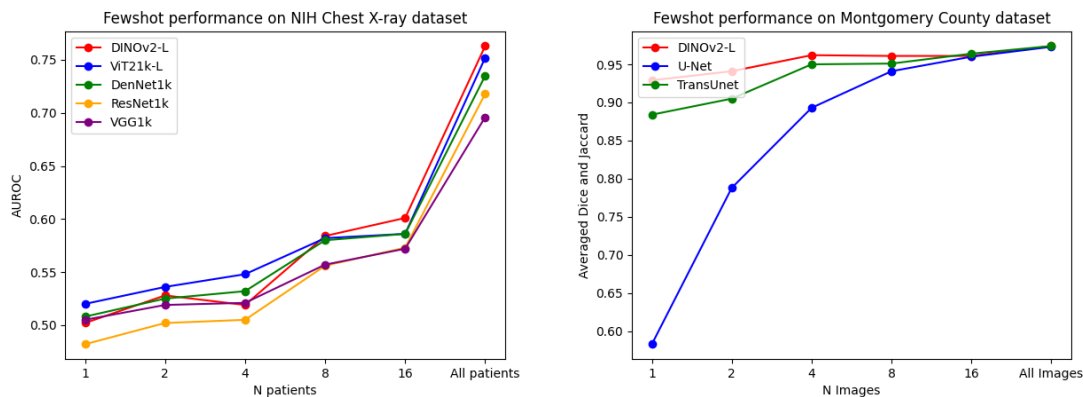 Fewshot performance on NIH Chest X-ray dataset
DINOv2-L
ViT21k-L
DenNet1k
ResNet1k
VGG1k
0.75
0.70
0.65
0.60
0.55
0.50
AUROC
1 2 4 8 16 All patients
N patients
Fewshot performance on Montgomery County dataset
DINOv2-L
U-Net
TransUnet
0.95
0.90
0.85
0.80
0.75
0.70
0.65
0.60
Averaged Dice and Jaccard
1 2 4 8 16 All Images
N Images